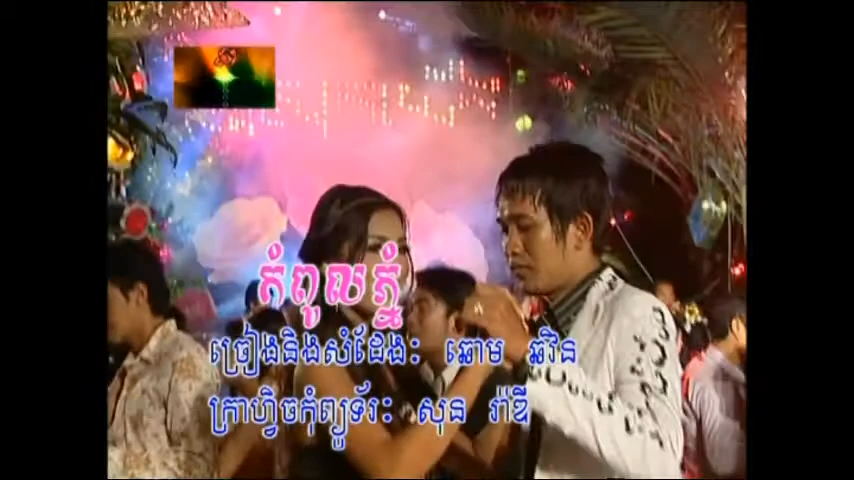 កំពូលភ្នំ
ច្រៀងនិងសំដែង៖ ឆោម ឆវិន
ក្រាហ្វិចកុំព្យូទ័រ៖ សុន រ៉ាឌី